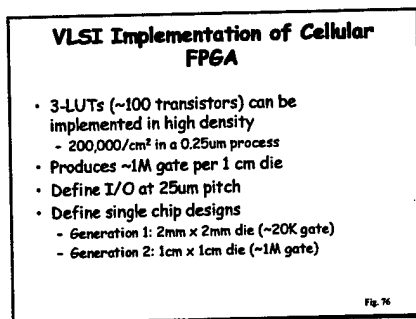 VLSI Implementation of Cellular
FPGA
· 3-LUTs (~100 transistors) can be
implemented in high density
- 200,000/cm² in a 0.25um process
· Produces ~1M gate per 1 cm die
· Define I/O at 25um pitch
· Define single chip designs
- Generation 1: 2mm x 2mm die (~20K gate)
- Generation 2: 1cm x 1cm die (~1M gate)
Fig. 76